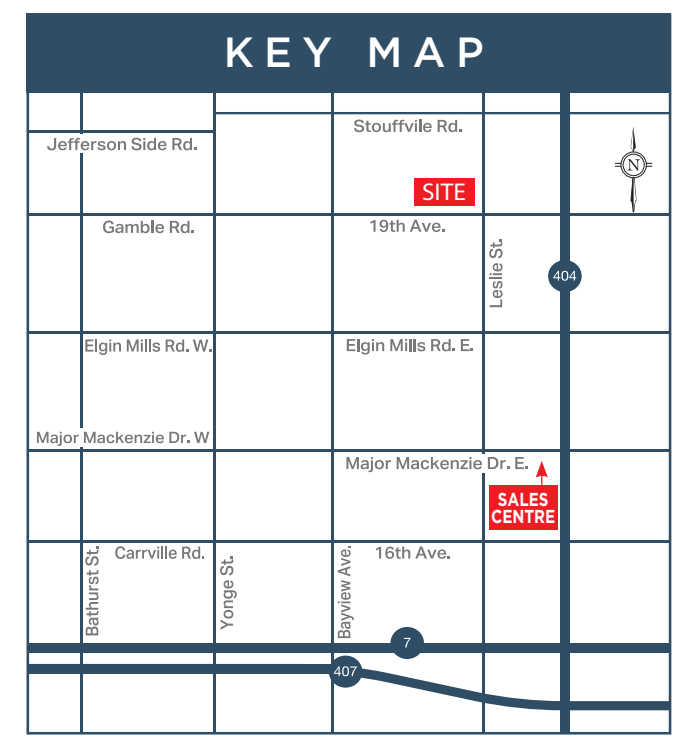 KEY MAP
Stouffvile Rd.
Jefferson Side Rd.
N
SITE
Gamble Rd.
19th Ave.
Leslie St.
404
Elgin Mills Rd. W.
Elgin Mills Rd. E.
Major Mackenzie Dr. W
Major Mackenzie Dr. E.
SALES
CENTRE
Bathurst St.
Carrville Rd.
Yonge St.
Bayview Ave.
16th Ave.
7
407